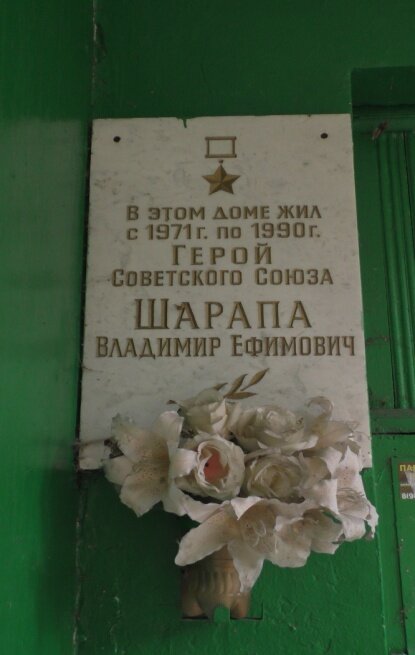 В ЭТОМ ДОМЕ ЖИЛ
с 1971г. по 1990г.
ГЕРОЙ
СОВЕТСКОГО СОЮЗА
ШАРАПА
ВЛАДИМИР ЕФИМОВИЧ